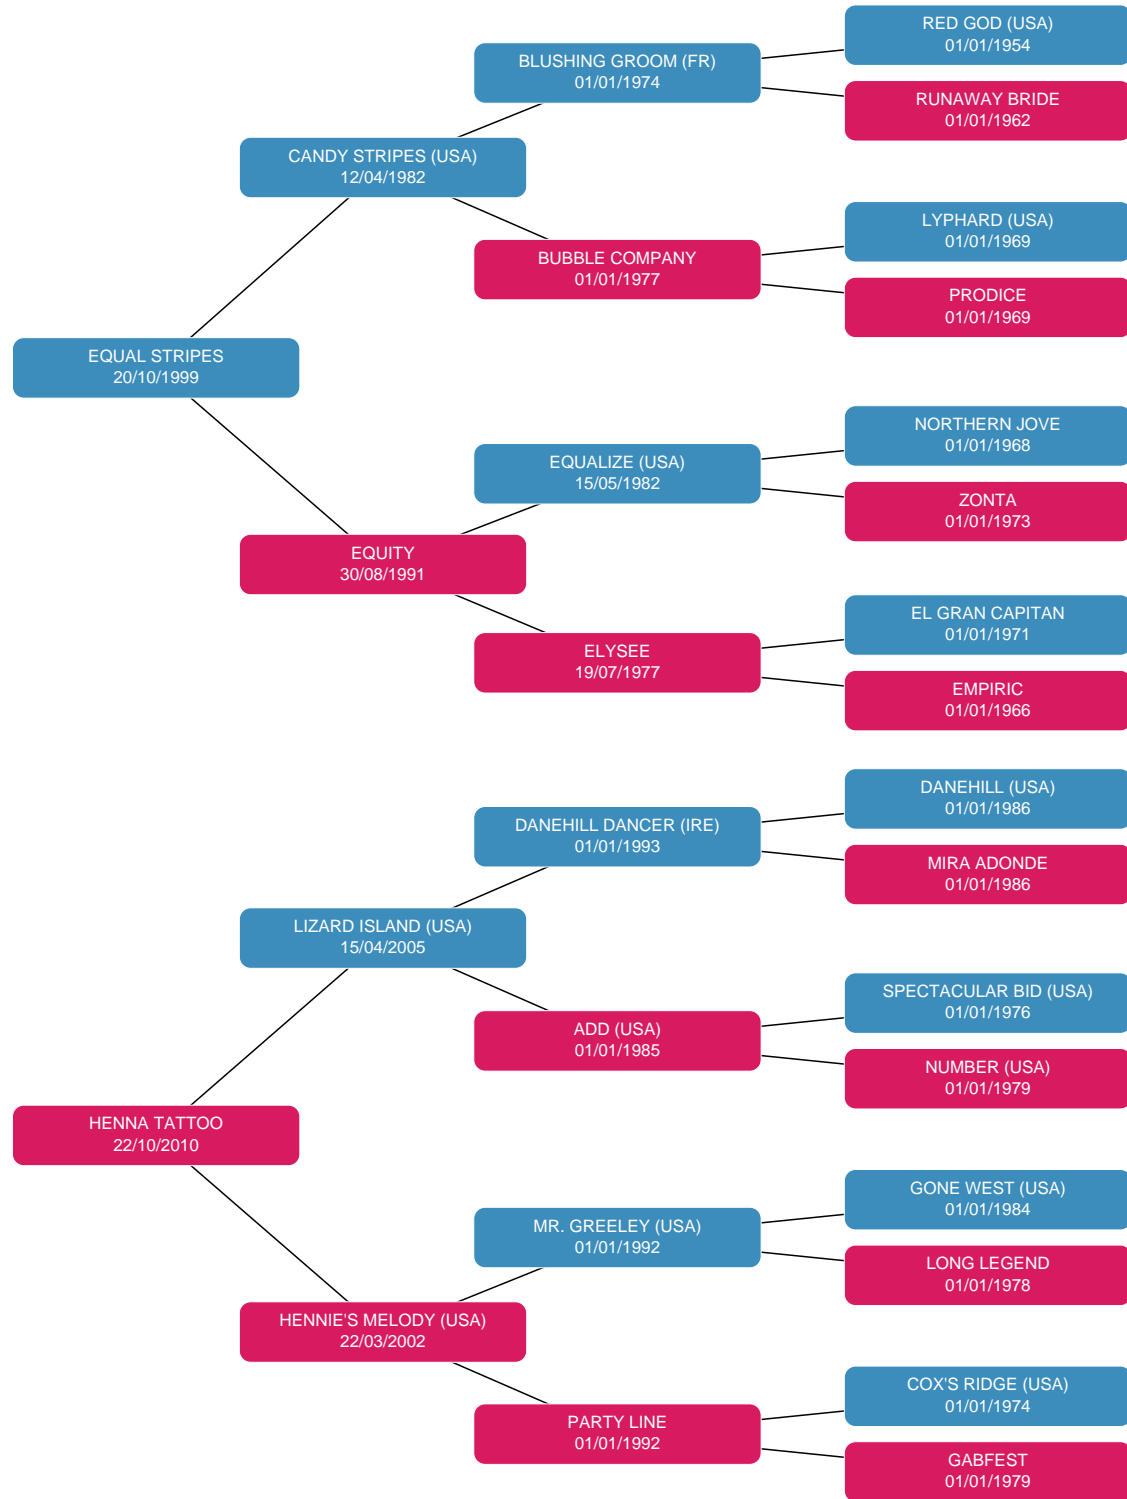 RED GOD (USA)
01/01/1954
BLUSHING GROOM (FR)
01/01/1974
RUNAWAY BRIDE
01/01/1962
CANDY STRIPES (USA)
12/04/1982
LYPHARD (USA)
01/01/1969
BUBBLE COMPANY
01/01/1977
PRODICE
01/01/1969
EQUAL STRIPES
20/10/1999
NORTHERN JOVE
01/01/1968
EQUALIZE (USA)
15/05/1982
ZONTA
01/01/1973
EQUITY
30/08/1991
EL GRAN CAPITAN
01/01/1971
ELYSEE
19/07/1977
EMPIRIC
01/01/1966
DANEHILL (USA)
01/01/1986
DANEHILL DANCER (IRE)
01/01/1993
MIRA ADONDE
01/01/1986
LIZARD ISLAND (USA)
15/04/2005
SPECTACULAR BID (USA)
01/01/1976
ADD (USA)
01/01/1985
NUMBER (USA)
01/01/1979
HENNA TATTOO
22/10/2010
GONE WEST (USA)
01/01/1984
MR. GREELEY (USA)
01/01/1992
LONG LEGEND
01/01/1978
HENNIE'S MELODY (USA)
22/03/2002
COX'S RIDGE (USA)
01/01/1974
PARTY LINE
01/01/1992
GABFEST
01/01/1979